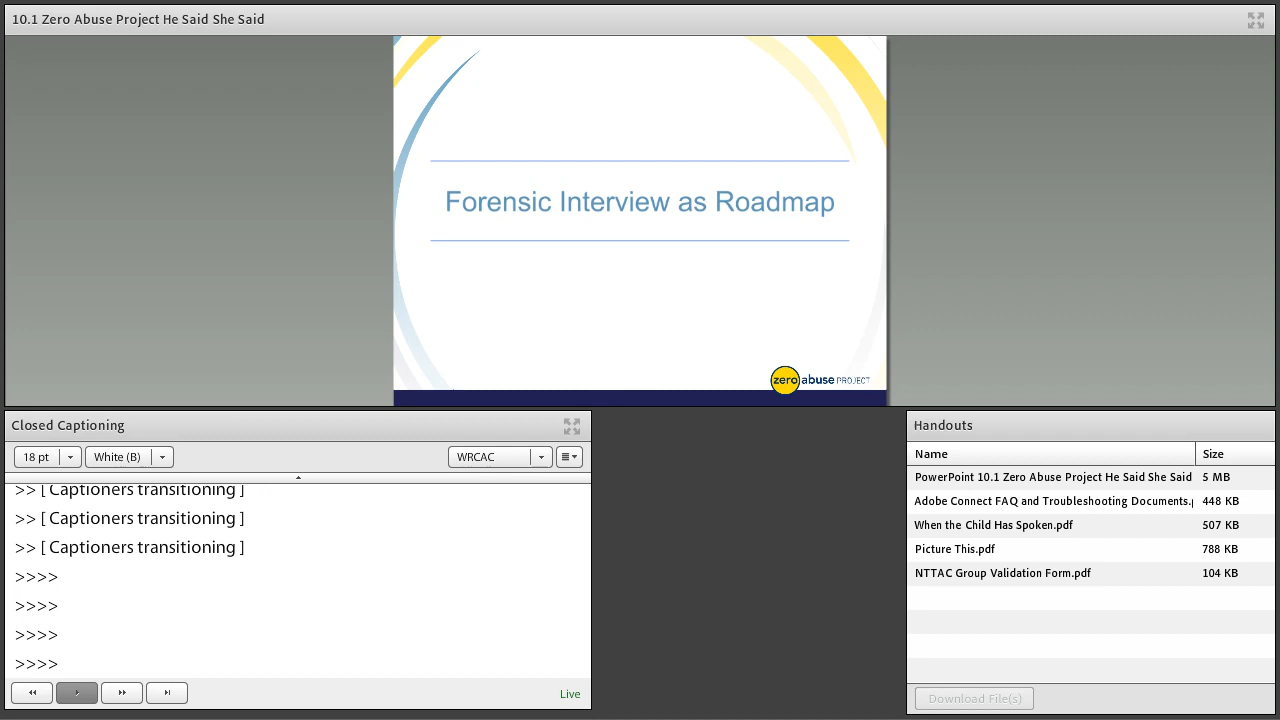 10.1 Zero Abuse Project He Said She Said
Forensic Interview as Roadmap
zero abuse PROJECT
Closed Captioning
18 pt
White (B)
WRCAC
>> [ Captioners transitioning ]
>> [ Captioners transitioning ]
>> [ Captioners transitioning ]
>>>>
>>>>
>>>>
>>>>
Live
Handouts
Name Size
PowerPoint 10.1 Zero Abuse Project He Said She Said 5 MB
Adobe Connect FAQ and Troubleshooting Documents.p 448 KB
When the Child Has Spoken.pdf 507 KB
Picture This.pdf 788 KB
NTTAC Group Validation Form.pdf 104 KB
Download File(s)